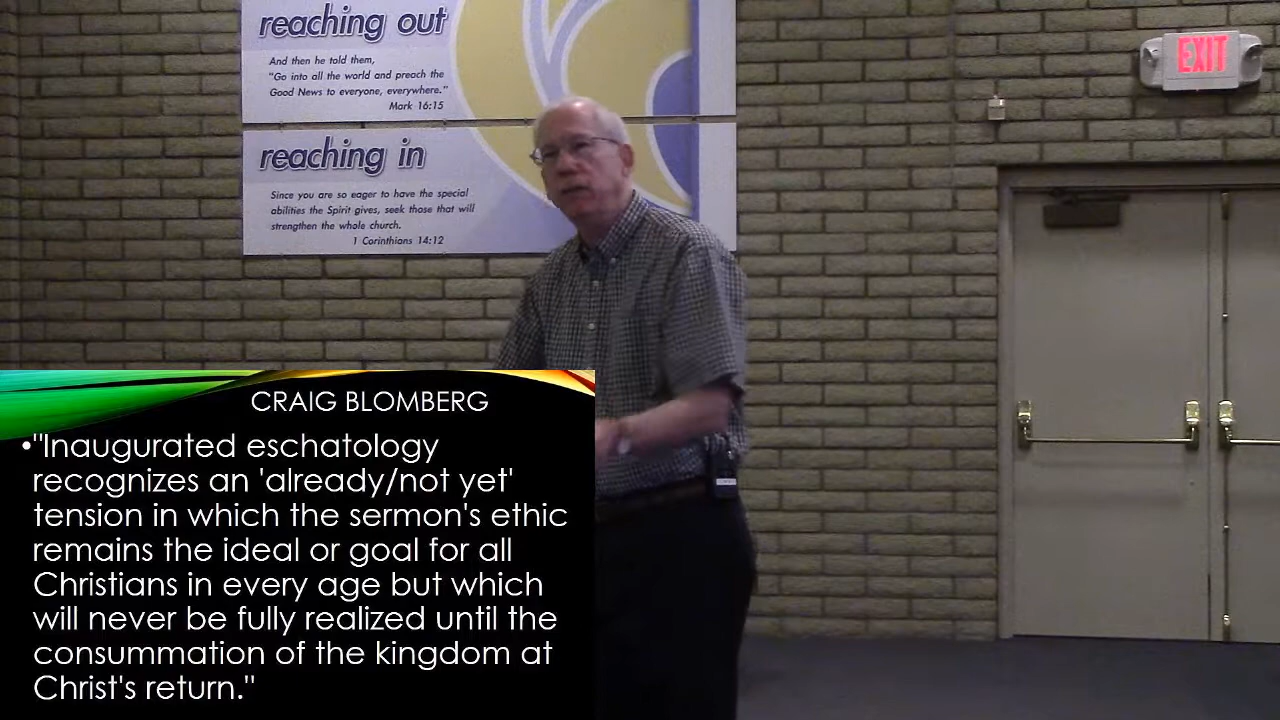 reaching out
And then he told them,
"Go into all the world and preach the
Good News to everyone, everywhere."
Mark 16:15
reaching in
Since you are so eager to have the special
abilities the Spirit gives, seek those that will
strengthen the whole church.
1 Corinthians 14:12
EXIT
CRAIG BLOMBERG
•"Inaugurated eschatology
recognizes an 'already/not yet'
tension in which the sermon's ethic
remains the ideal or goal for all
Christians in every age but which
will never be fully realized until the
consummation of the kingdom at
Christ's return."